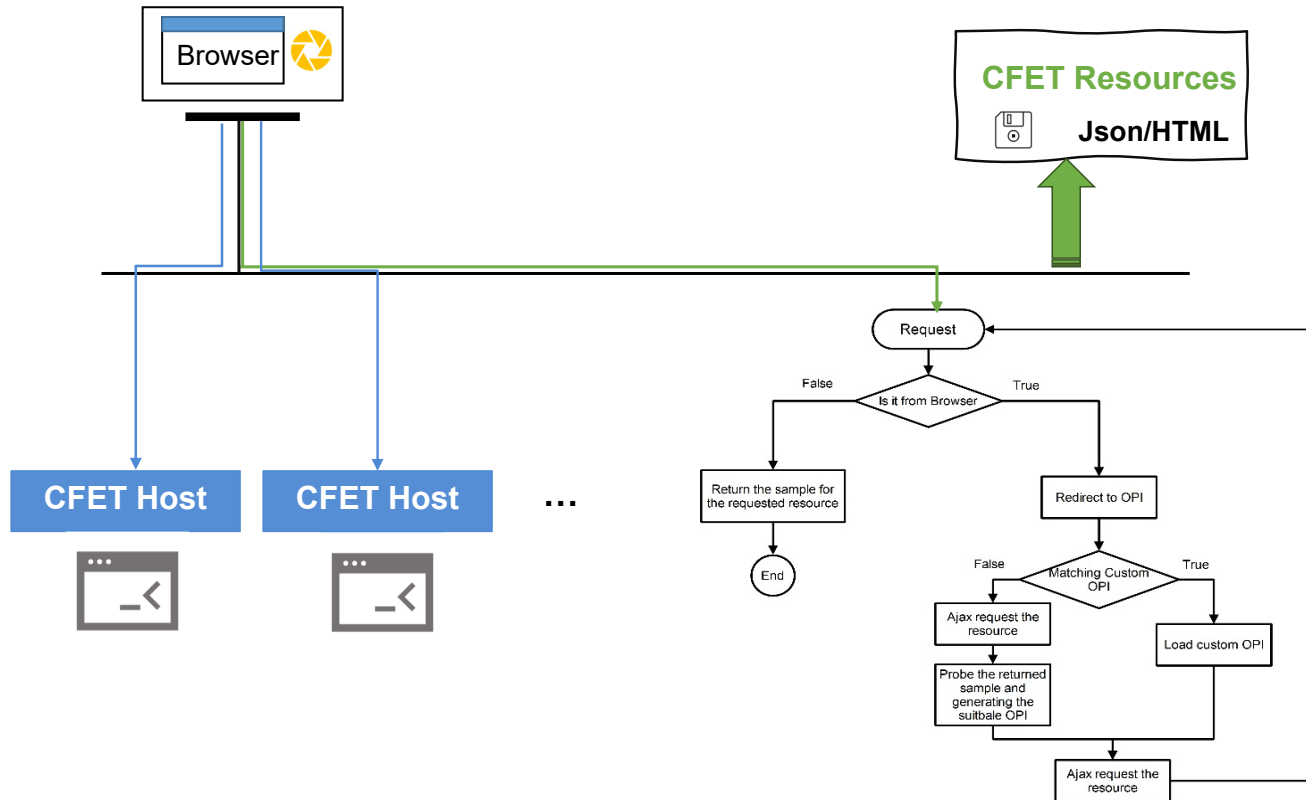 Browser
CFET Resources
Json/HTML
Request
False
True
Is it from Browser
CFET Host
CFET Host
...
Return the sample for
the requested resource
Redirect to OPI
End
False
True
Matching Custom
OPI
Ajax request the
resource
Load custom OPI
Probe the returned
sample and
generating the
suitbale OPI
Ajax request the
resource